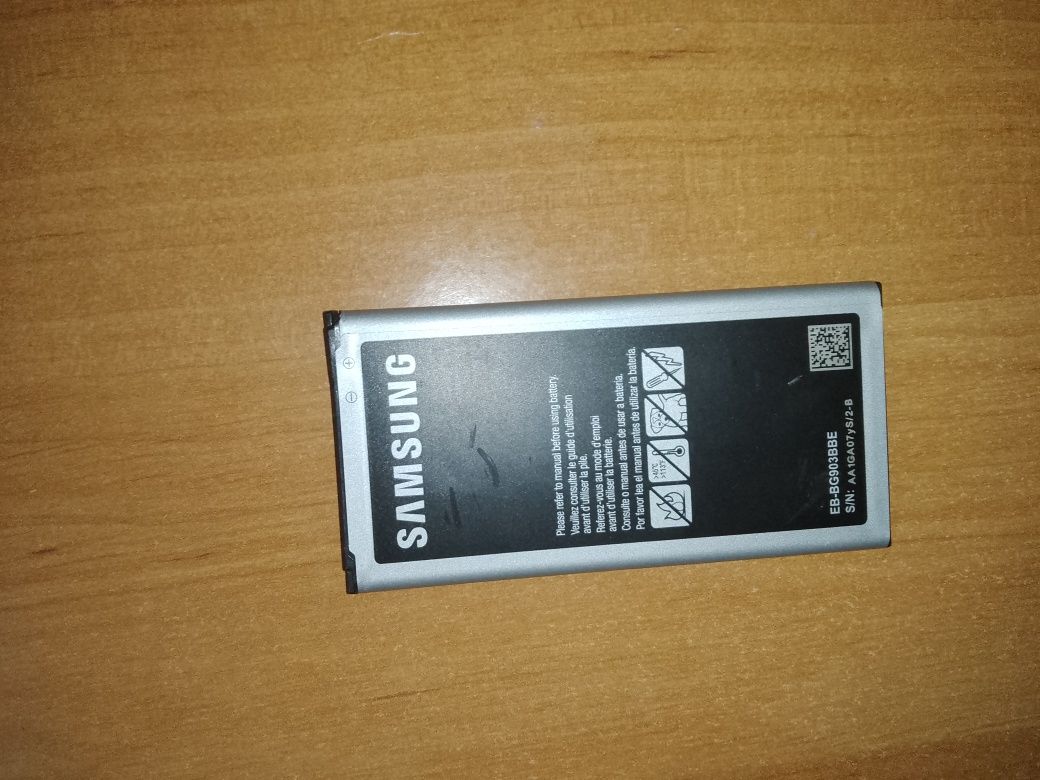 SAMSUNG
Please refer to manual before using battery.
Veuillez consulter le guide d'utilisation
avant d'utiliser la pile.
Referez-vous au mode d'emploi
avant d'utiliser la batterie.
Consulte o manual antes de usar a bateria.
Por favor lea el manual antes de utilizar la batería.
>40°C
>113°F
EB-BG903BBE
S/N: AA1GA07yS/2-B